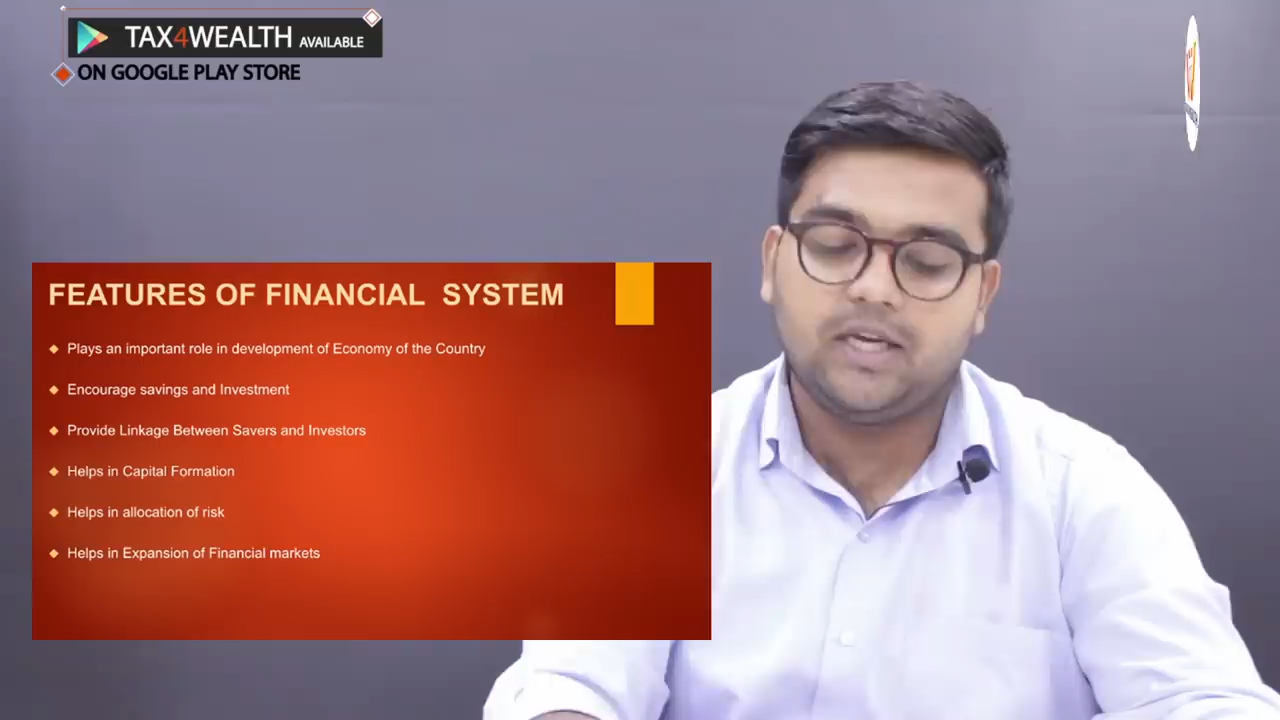 TAX4WEALTH AVAILABLE
ON GOOGLE PLAY STORE
FEATURES OF FINANCIAL SYSTEM
Plays an important role in development of Economy of the Country
Encourage savings and Investment
Provide Linkage Between Savers and Investors
Helps in Capital Formation
Helps in allocation of risk
Helps in Expansion of Financial markets